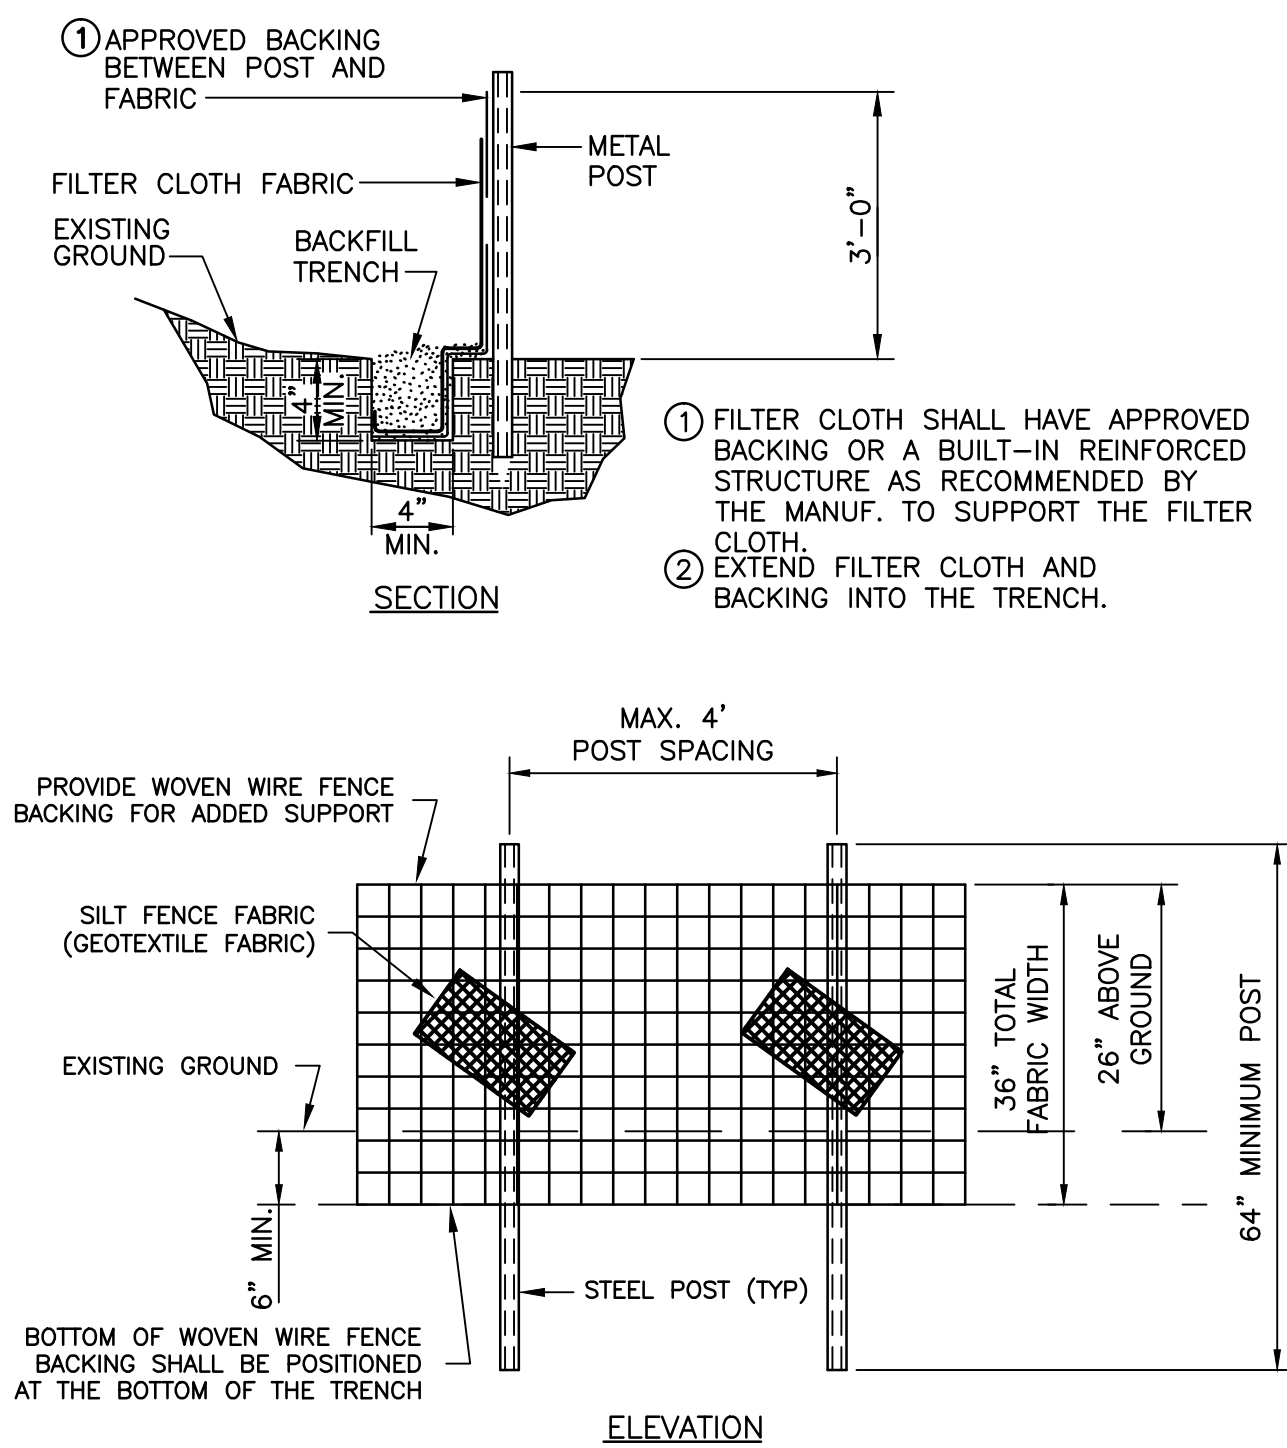 1 APPROVED BACKING
BETWEEN POST AND
FABRIC
METAL
POST
FILTER CLOTH FABRIC
3'-0"
EXISTING
GROUND
BACKFILL
TRENCH
4"
MIN.
4"
MIN.
SECTION
1 FILTER CLOTH SHALL HAVE APPROVED
BACKING OR A BUILT-IN REINFORCED
STRUCTURE AS RECOMMENDED BY
THE MANUF. TO SUPPORT THE FILTER
CLOTH.
2 EXTEND FILTER CLOTH AND
BACKING INTO THE TRENCH.
MAX. 4'
POST SPACING
PROVIDE WOVEN WIRE FENCE
BACKING FOR ADDED SUPPORT
SILT FENCE FABRIC
(GEOTEXTILE FABRIC)
EXISTING GROUND
36" TOTAL
FABRIC WIDTH
26" ABOVE
GROUND
64" MINIMUM POST
6" MIN.
STEEL POST (TYP)
BOTTOM OF WOVEN WIRE FENCE
BACKING SHALL BE POSITIONED
AT THE BOTTOM OF THE TRENCH
ELEVATION